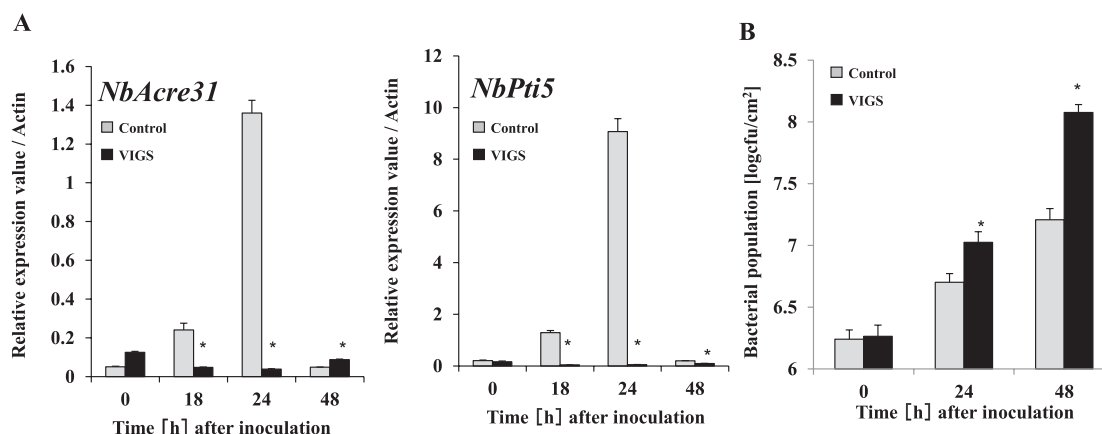 A
NbAcre31
Control
VIGS
Relative expression value / Actin
1.6
1.4
1.2
1
0.8
0.6
0.4
0.2
0
* * *
0 18 24 48
Time [h] after inoculation
NbPti5
Control
VIGS
Relative expression value / Actin
12
10
8
6
4
2
0
* * *
0 18 24 48
Time [h] after inoculation
B
Control
VIGS
Bacterial population [logcfu/cm²]
8.5
8
7.5
7
6.5
6
* *
0 24 48
Time [h] after inoculation